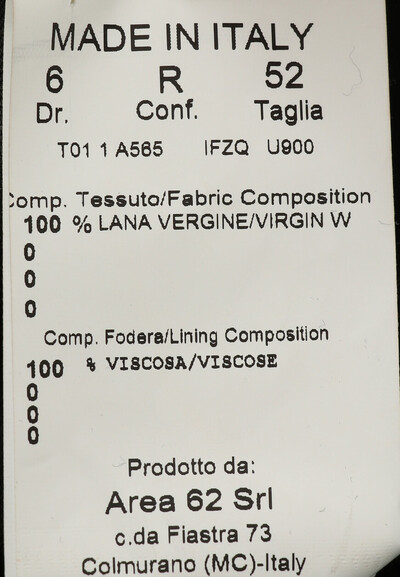 MADE IN ITALY
6 R 52
Dr. Conf. Taglia
T01 1 A565 IFZQ U900
Comp. Tessuto/Fabric Composition
100 % LANA VERGINE/VIRGIN W
0
0
0
Comp. Fodera/Lining Composition
100 % VISCOSA/VISCOSE
0
0
0
Prodotto da:
Area 62 Srl
c.da Fiastra 73
Colmurano (MC)-Italy